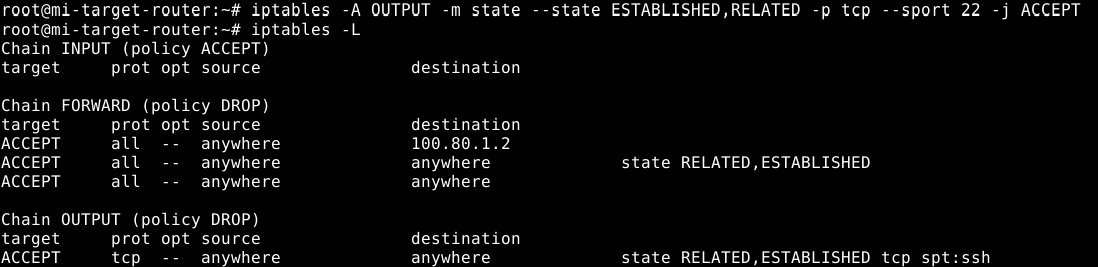 root@mi-target-router:~# iptables -A OUTPUT -m state --state ESTABLISHED,RELATED -p tcp --sport 22 -j ACCEPT
root@mi-target-router:~# iptables -L
Chain INPUT (policy ACCEPT)
target     prot opt source               destination

Chain FORWARD (policy DROP)
target     prot opt source               destination
ACCEPT     all  --  anywhere             100.80.1.2
ACCEPT     all  --  anywhere             anywhere             state RELATED,ESTABLISHED
ACCEPT     all  --  anywhere             anywhere

Chain OUTPUT (policy DROP)
target     prot opt source               destination
ACCEPT     tcp  --  anywhere             anywhere             state RELATED,ESTABLISHED tcp spt:ssh